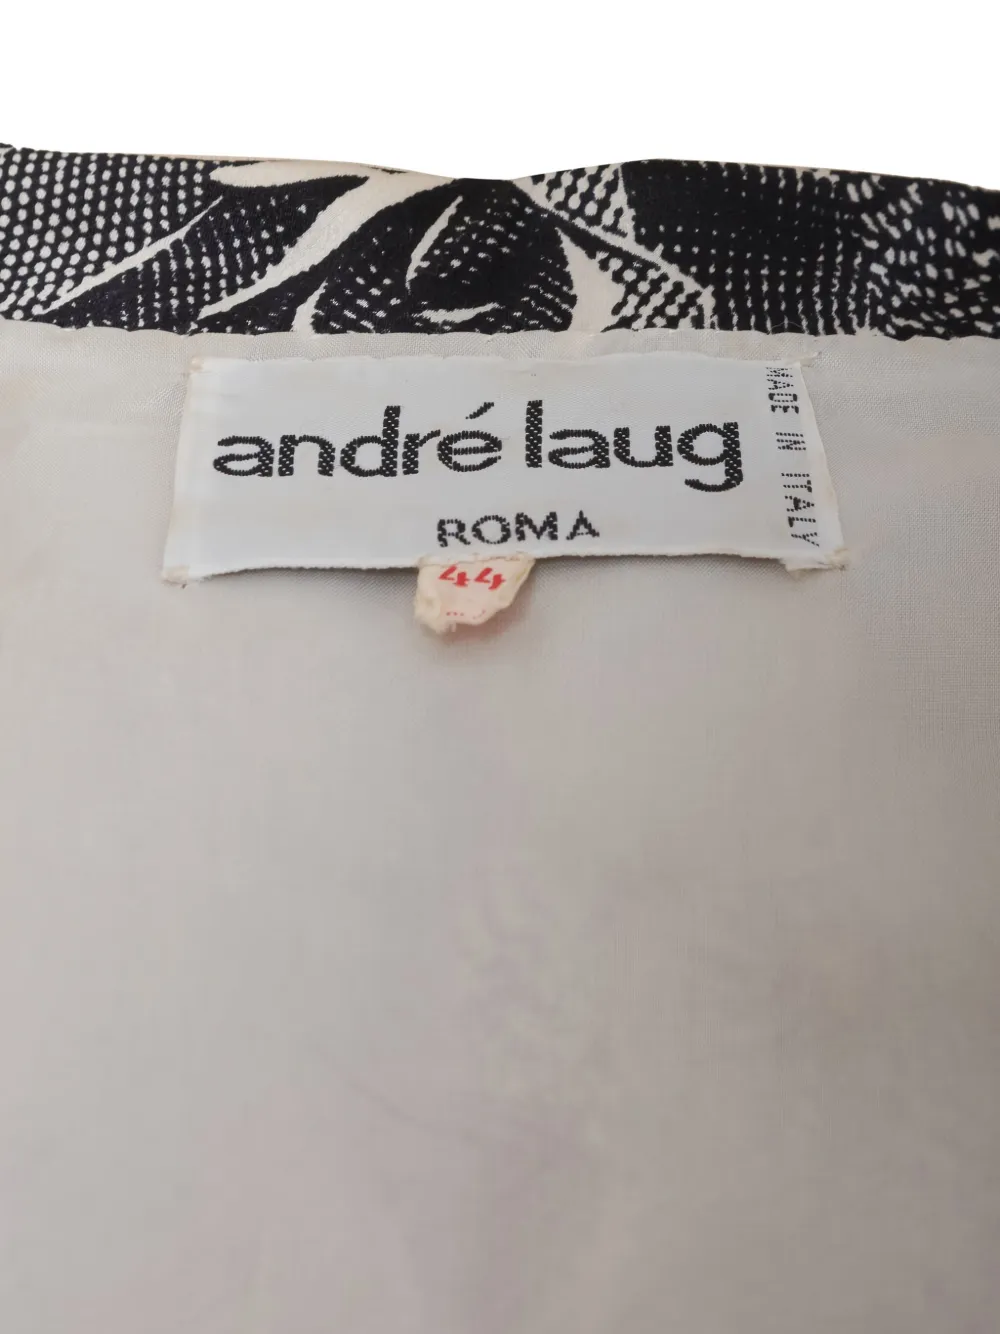 andré laug
ROMA
MADE IN ITALY
44